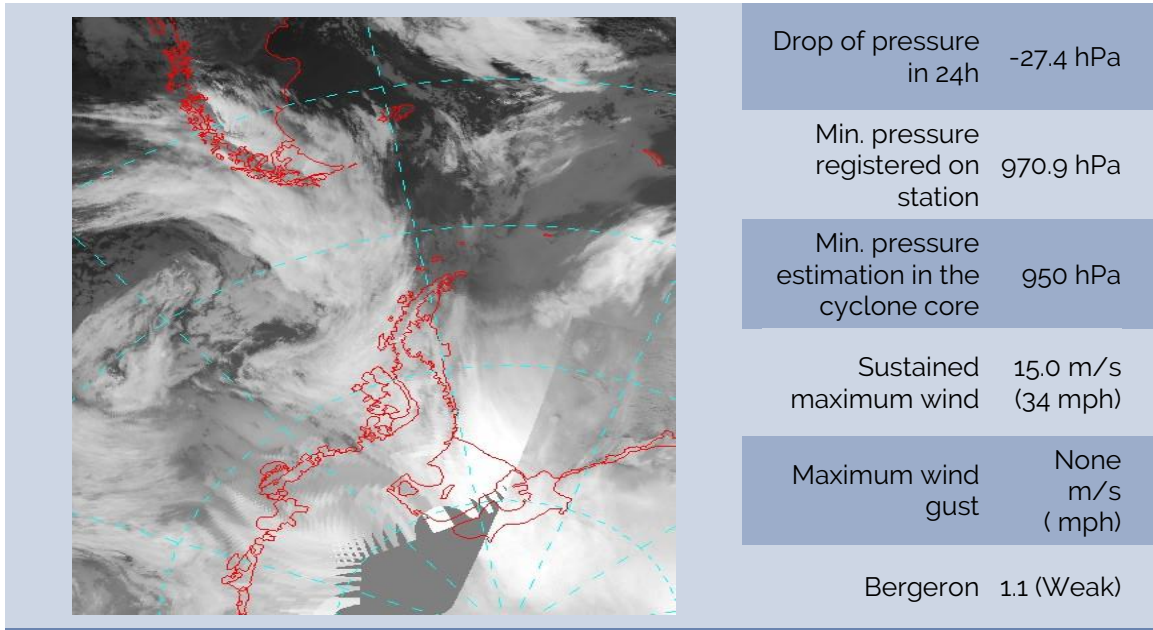 Drop of pressure
in 24h
-27.4 hPa
Min. pressure
registered on
station
970.9 hPa
Min. pressure
estimation in the
cyclone core
950 hPa
Sustained
maximum wind
15.0 m/s
(34 mph)
Maximum wind
gust
None
m/s
( mph)
Bergeron
1.1 (Weak)